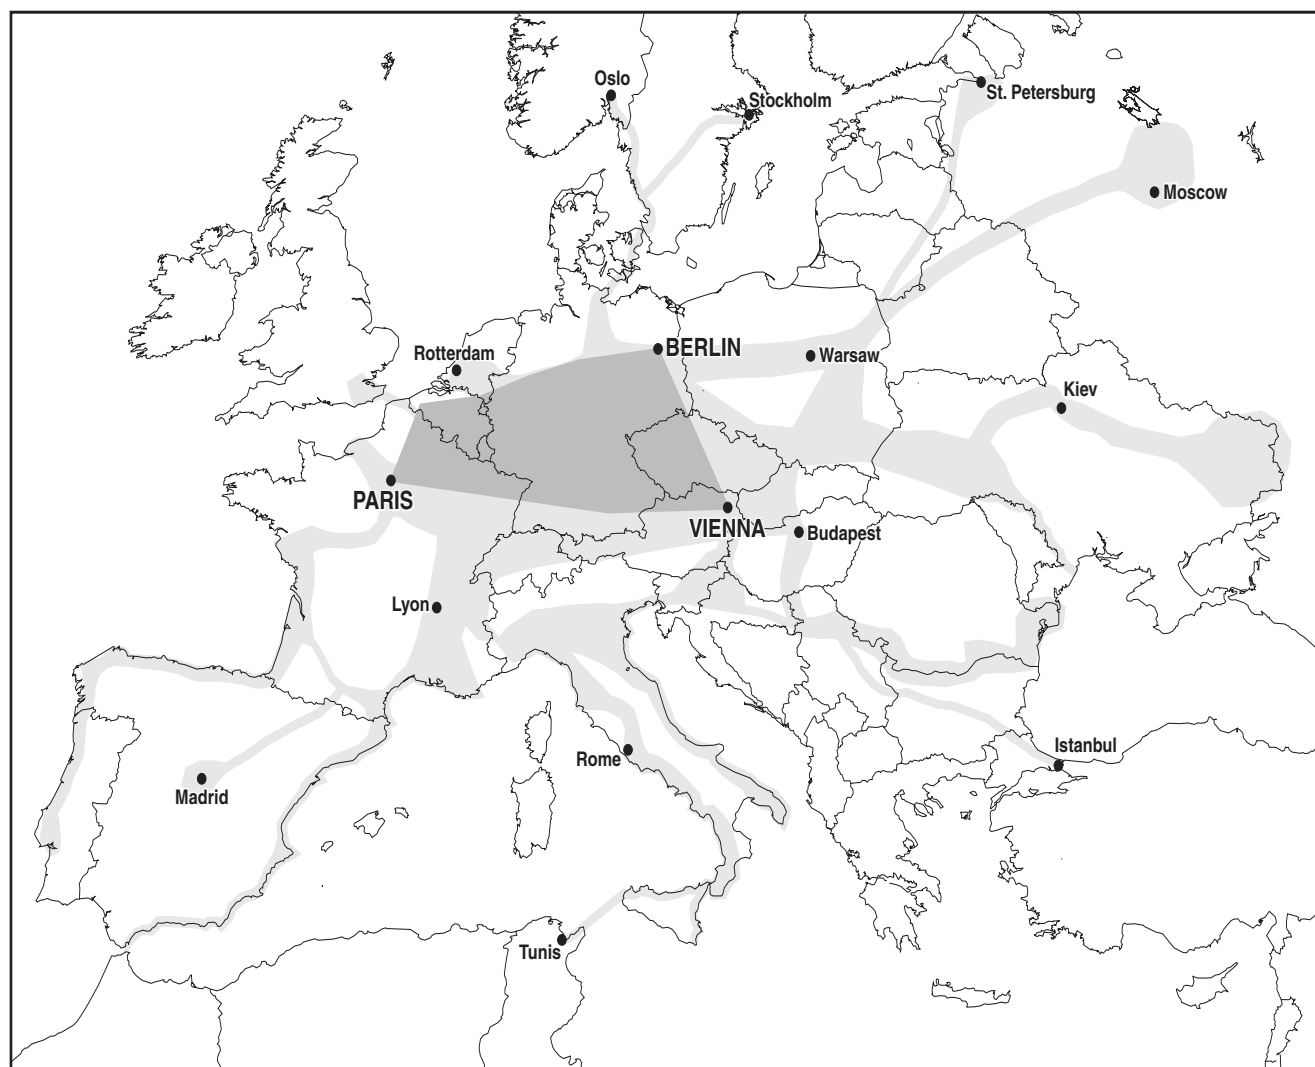 Oslo
Stockholm
St. Petersburg
Moscow
Rotterdam
BERLIN
Warsaw
Kiev
PARIS
VIENNA
Budapest
Lyon
Rome
Istanbul
Madrid
Tunis